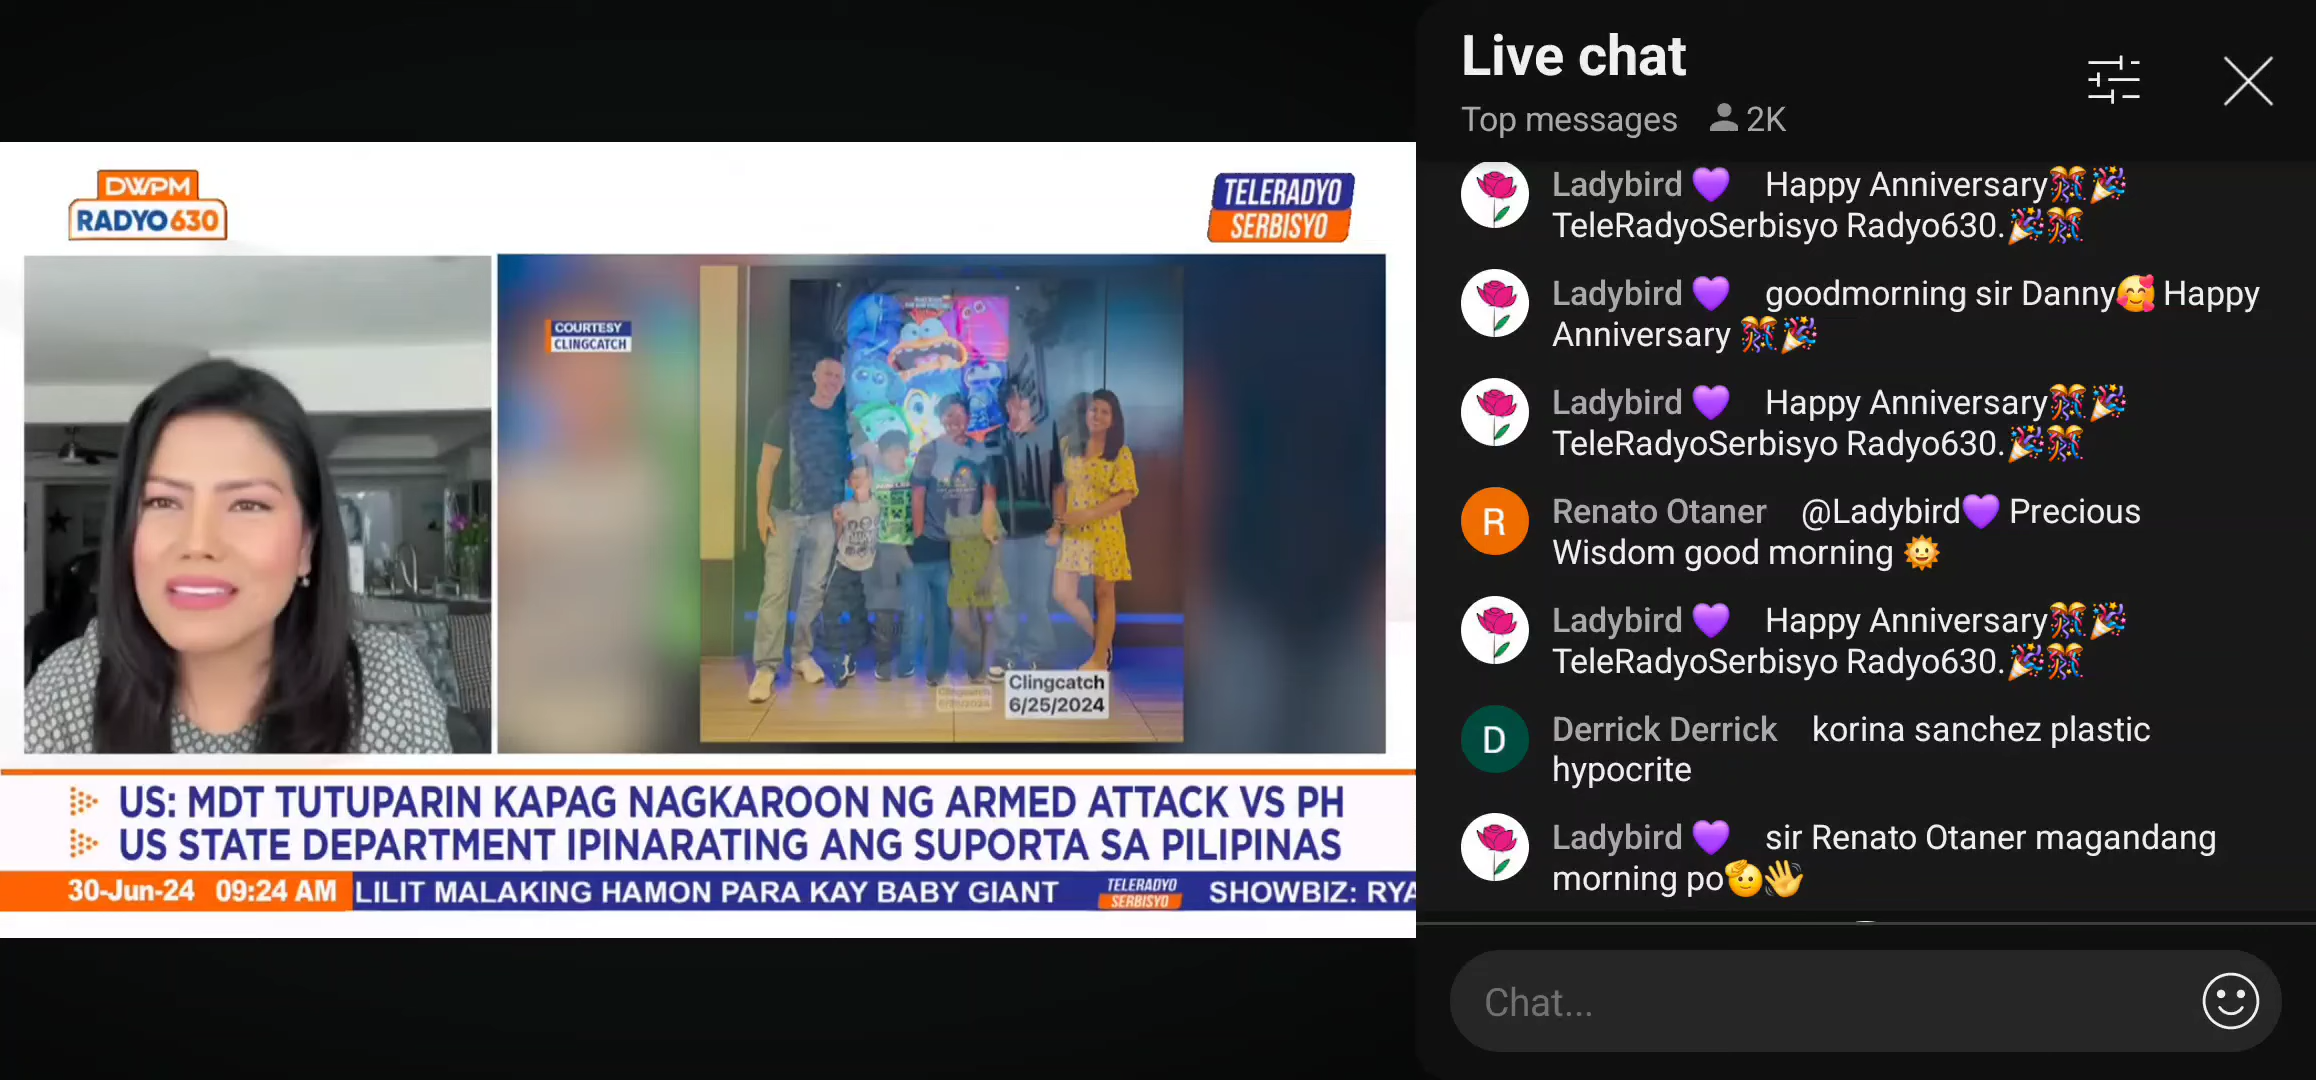 DWPM
RADYO 630
TELERADYO
SERBISYO
COURTESY
CLINGCATCH
Clingcatch
6/25/2024
US: MDT TUTUPARIN KAPAG NAGKAROON NG ARMED ATTACK VS PH
US STATE DEPARTMENT IPINARATING ANG SUPORTA SA PILIPINAS
30-Jun-24 09:24 AM LILIT MALAKING HAMON PARA KAY BABY GIANT TELERADYO SERBISYO SHOWBIZ: RYA
Live chat
Top messages 2K
Ladybird 💜 Happy Anniversary🎊🎉
TeleRadyoSerbisyo Radyo630.🎉🎊
Ladybird 💜 goodmorning sir Danny🥰 Happy
Anniversary 🎊🎉
Ladybird 💜 Happy Anniversary🎊🎉
TeleRadyoSerbisyo Radyo630.🎉🎊
R Renato Otaner @Ladybird💜 Precious
Wisdom good morning 🌞
Ladybird 💜 Happy Anniversary🎊🎉
TeleRadyoSerbisyo Radyo630.🎉🎊
D Derrick Derrick korina sanchez plastic
hypocrite
Ladybird 💜 sir Renato Otaner magandang
morning po🫡👋
Chat...